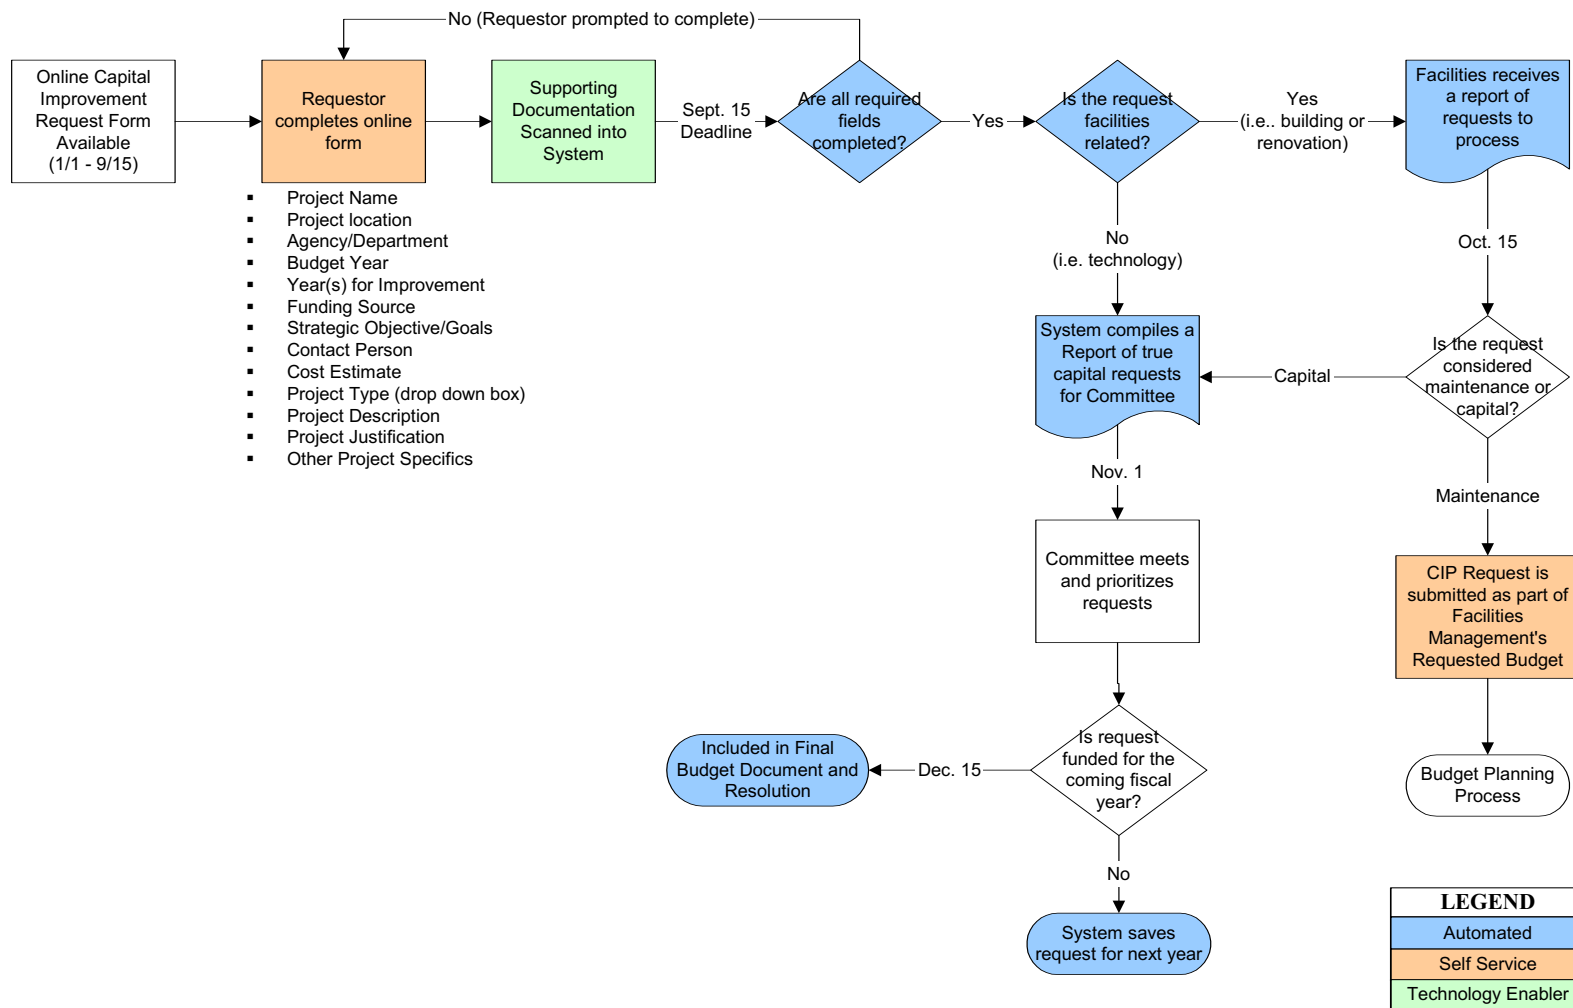 No (Requestor prompted to complete)
Online Capital
Improvement
Request Form
Available
(1/1 - 9/15)
Requestor
completes online
form
Supporting
Documentation
Scanned into
System
Sept. 15
Deadline
Are all required
fields
completed?
Yes
Is the request
facilities
related?
Yes
(i.e.. building or
renovation)
Facilities receives
a report of
requests to
process
▪ Project Name
▪ Project location
▪ Agency/Department
▪ Budget Year
▪ Year(s) for Improvement
▪ Funding Source
▪ Strategic Objective/Goals
▪ Contact Person
▪ Cost Estimate
▪ Project Type (drop down box)
▪ Project Description
▪ Project Justification
▪ Other Project Specifics
No
(i.e. technology)
Oct. 15
System compiles a
Report of true
capital requests
for Committee
Capital
Is the request
considered
maintenance or
capital?
Nov. 1
Maintenance
Committee meets
and prioritizes
requests
CIP Request is
submitted as part of
Facilities
Management's
Requested Budget
Included in Final
Budget Document and
Resolution
Dec. 15
Is request
funded for the
coming fiscal
year?
Budget Planning
Process
No
System saves
request for next year
LEGEND
Automated
Self Service
Technology Enabler